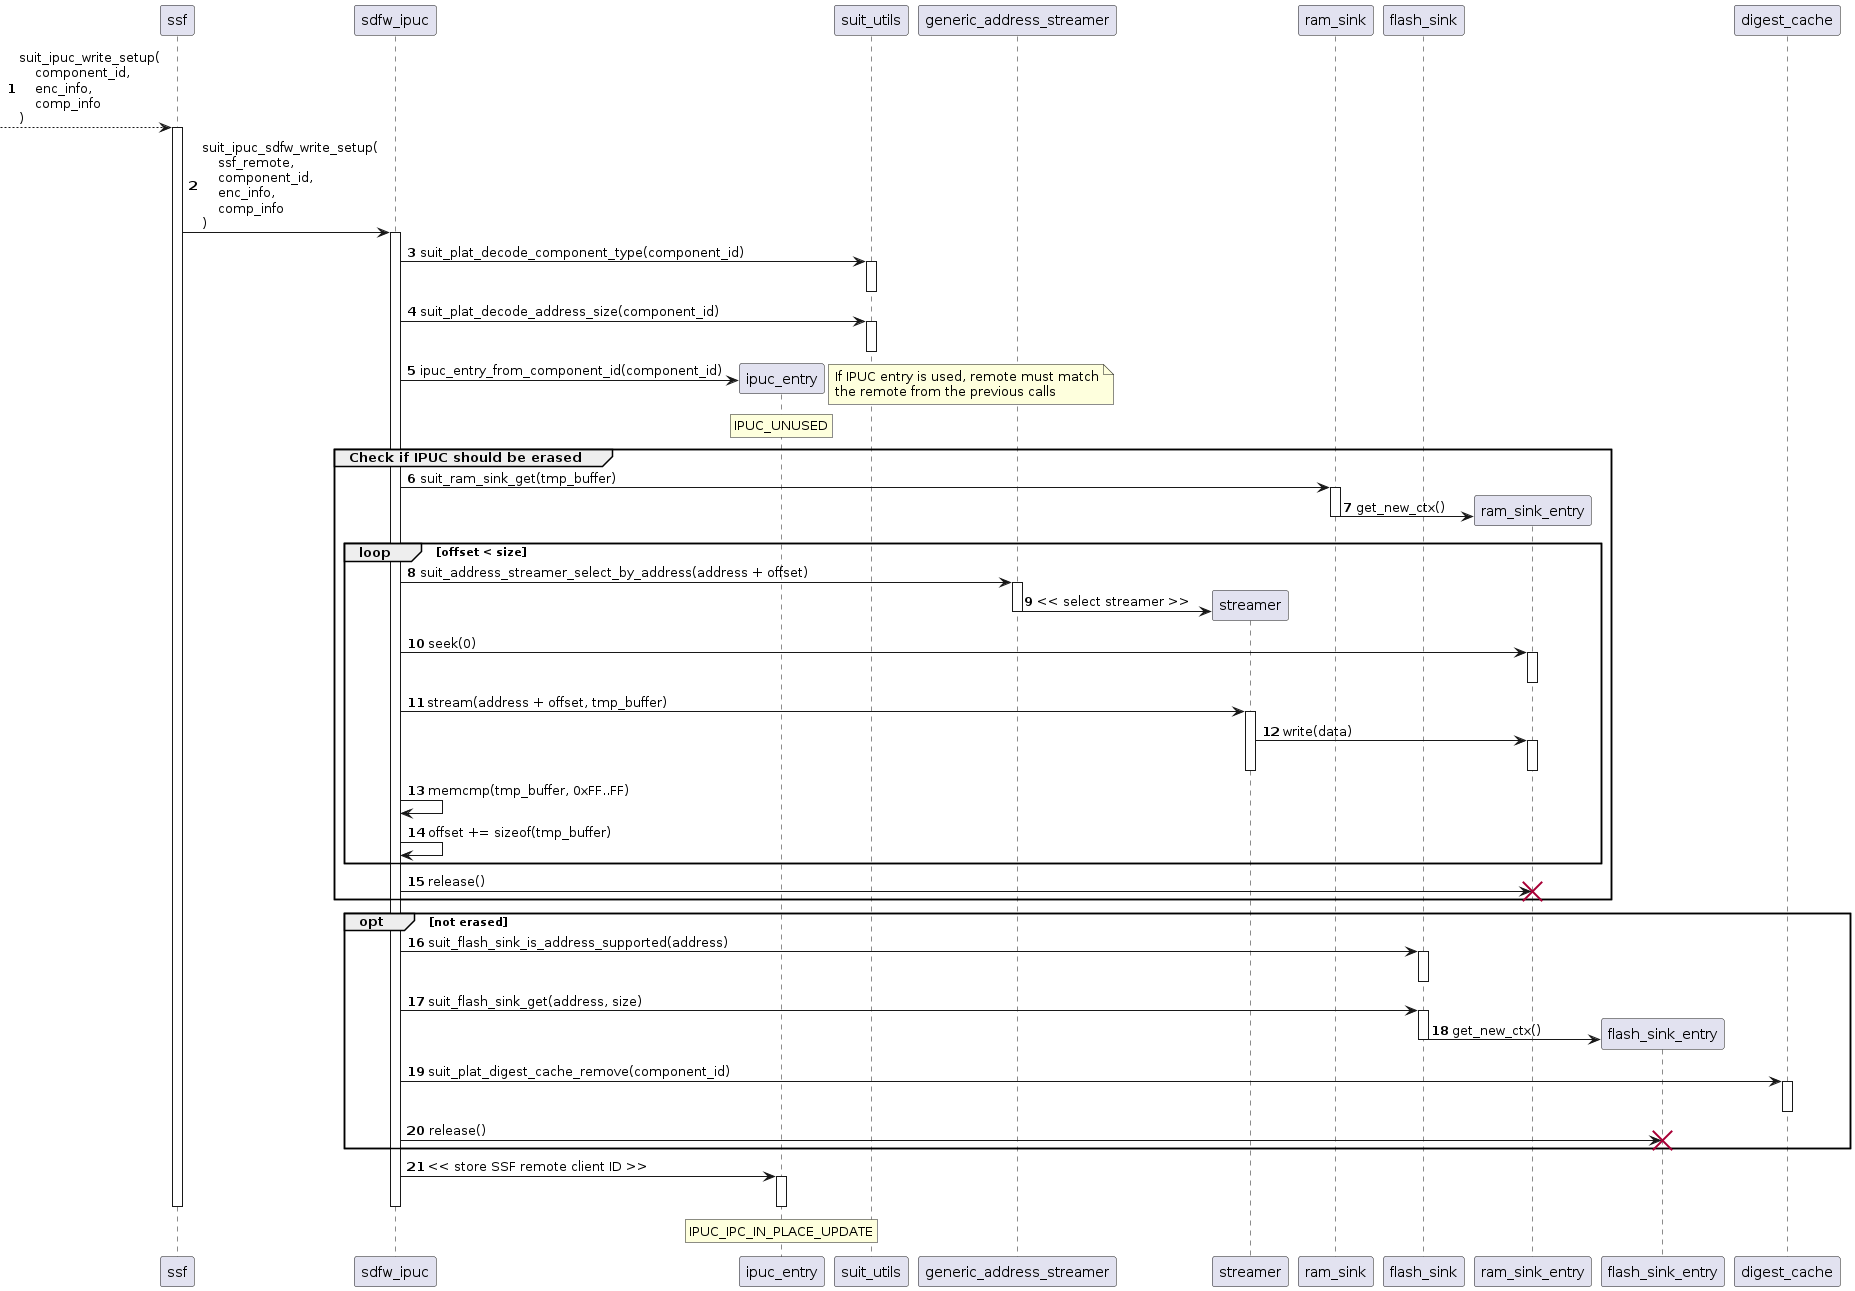 ssf
sdfw_ipuc
suit_utils
generic_address_streamer
ram_sink
flash_sink
digest_cache
1 suit_ipuc_write_setup(
component_id,
enc_info,
comp_info
)
2 suit_ipuc_sdfw_write_setup(
ssf_remote,
component_id,
enc_info,
comp_info
)
3 suit_plat_decode_component_type(component_id)
4 suit_plat_decode_address_size(component_id)
5 ipuc_entry_from_component_id(component_id)
ipuc_entry
If IPUC entry is used, remote must match
the remote from the previous calls
IPUC_UNUSED
Check if IPUC should be erased
6 suit_ram_sink_get(tmp_buffer)
7 get_new_ctx()
ram_sink_entry
loop [offset < size]
8 suit_address_streamer_select_by_address(address + offset)
9 << select streamer >>
streamer
10 seek(0)
11 stream(address + offset, tmp_buffer)
12 write(data)
13 memcmp(tmp_buffer, 0xFF..FF)
14 offset += sizeof(tmp_buffer)
15 release()
opt [not erased]
16 suit_flash_sink_is_address_supported(address)
17 suit_flash_sink_get(address, size)
18 get_new_ctx()
flash_sink_entry
19 suit_plat_digest_cache_remove(component_id)
20 release()
21 << store SSF remote client ID >>
IPUC_IPC_IN_PLACE_UPDATE
ssf
sdfw_ipuc
ipuc_entry
suit_utils
generic_address_streamer
streamer
ram_sink
flash_sink
ram_sink_entry
flash_sink_entry
digest_cache